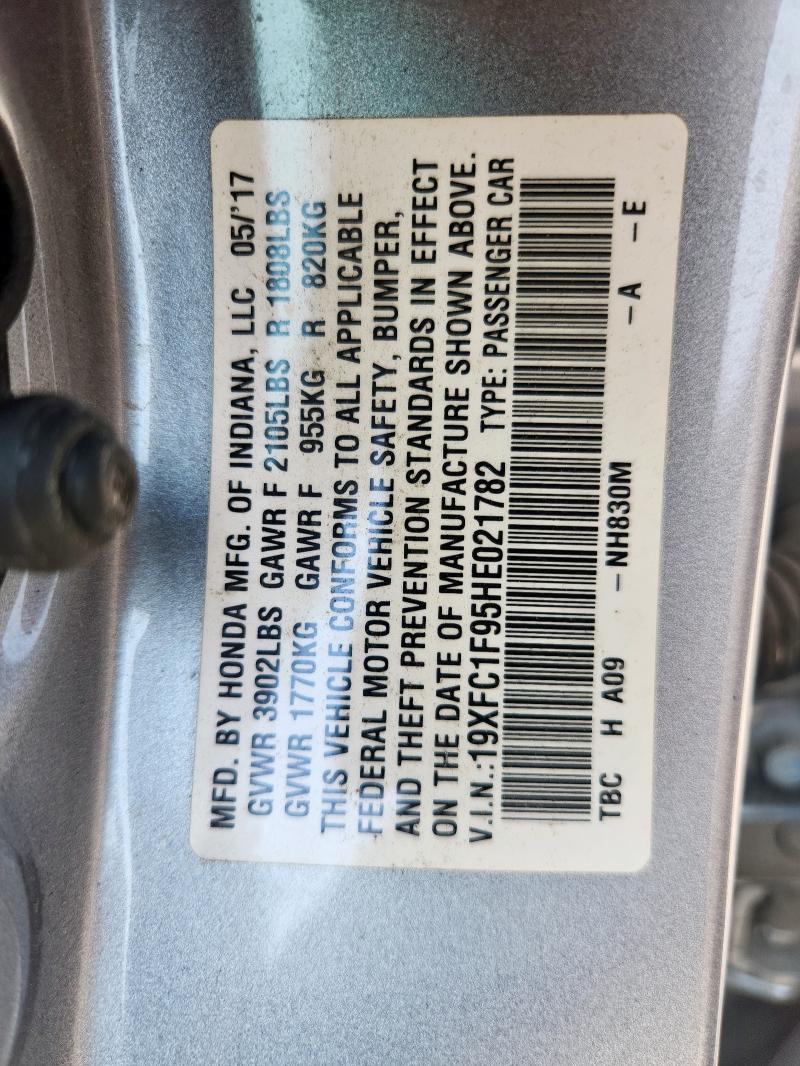 MFD. BY HONDA MFG. OF INDIANA, LLC 05/'17
GVWR 3902LBS GAWR F 2105LBS R 1808LBS
GVWR 1770KG GAWR F 955KG R 820KG
THIS VEHICLE CONFORMS TO ALL APPLICABLE
FEDERAL MOTOR VEHICLE SAFETY, BUMPER,
AND THEFT PREVENTION STANDARDS IN EFFECT
ON THE DATE OF MANUFACTURE SHOWN ABOVE.
V.I.N.:19XFC1F95HE021782 TYPE: PASSENGER CAR
TBC H A09 -NH830M -A -E